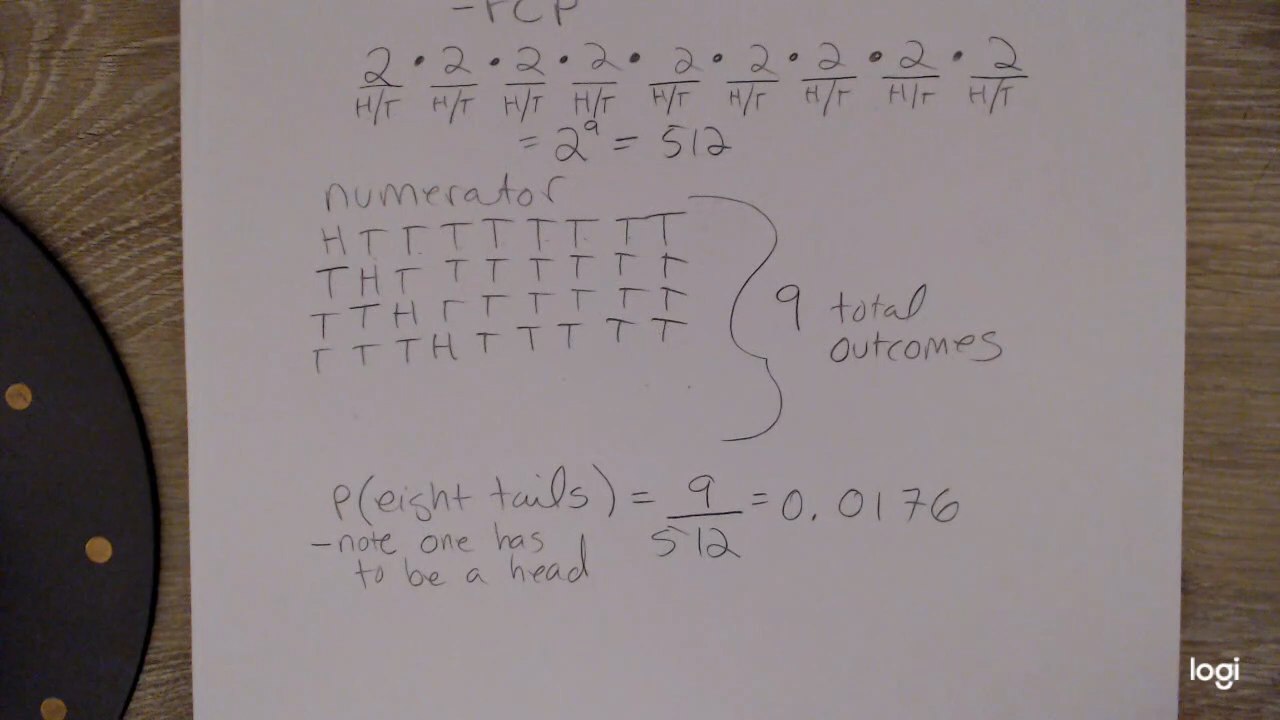 -FCP
2 · 2 · 2 · 2 · 2 · 2 · 2 · 2 · 2
H/T H/T H/T H/T H/T H/T H/T H/T H/T
= 2⁹ = 512
numerator
H T T T T T T T T
T H T T T T T T T
T T H T T T T T T
T T T H T T T T T
9 total
outcomes
P(eight tails) = 9/512 = 0.0176
-note one has
to be a head
logi